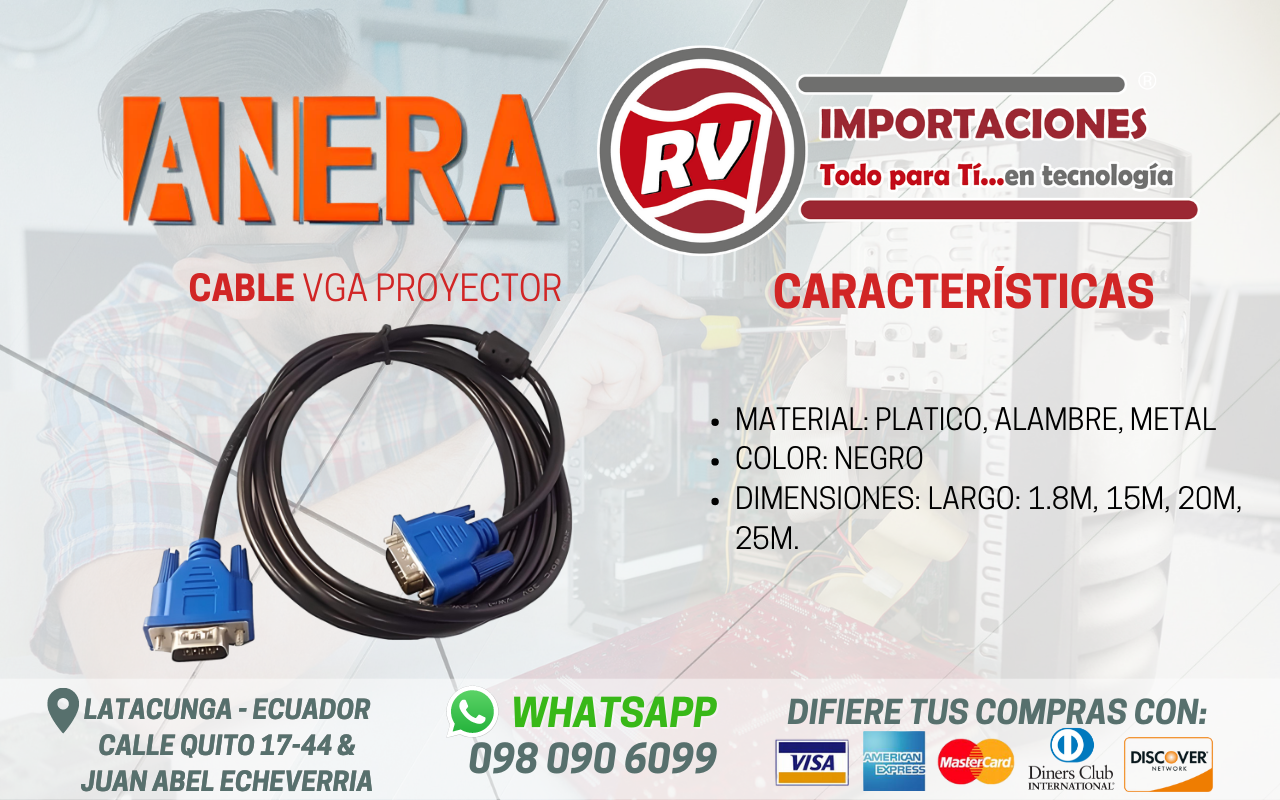 ANERA
RV
®
IMPORTACIONES
Todo para Tí...en tecnología
CABLE VGA PROYECTOR
CARACTERÍSTICAS
• MATERIAL: PLATICO, ALAMBRE, METAL
• COLOR: NEGRO
• DIMENSIONES: LARGO: 1.8M, 15M, 20M,
25M.
LATACUNGA - ECUADOR
CALLE QUITO 17-44 &
JUAN ABEL ECHEVERRIA
WHATSAPP
098 090 6099
DIFIERE TUS COMPRAS CON:
VISA
AMERICAN
EXPRESS
MasterCard
Diners Club
INTERNATIONAL
DISCOVER
NETWORK